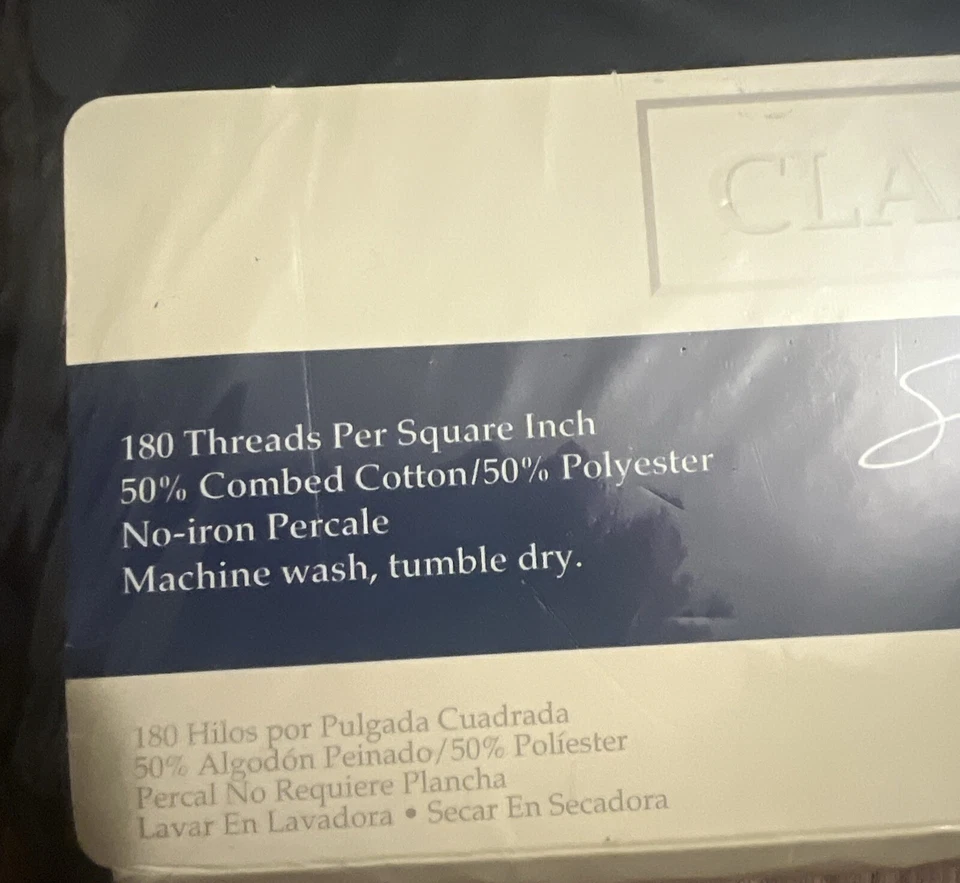 180 Threads Per Square Inch
50% Combed Cotton/50% Polyester
No-iron Percale
Machine wash, tumble dry.
180 Hilos por Pulgada Cuadrada
50% Algodón Peinado/50% Políester
Percal No Requiere Plancha
Lavar En Lavadora • Secar En Secadora